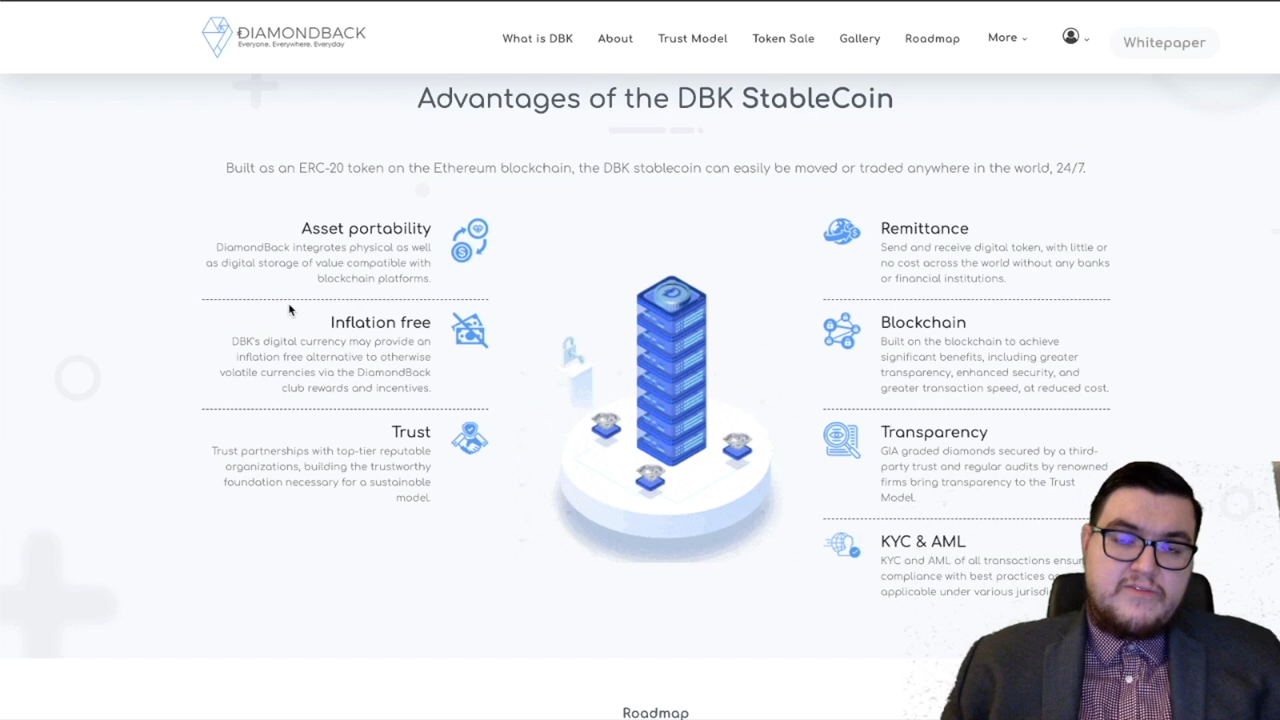 DIAMONDBACK
Everyone, Everywhere, Everyday
What is DBK
About
Trust Model
Token Sale
Gallery
Roadmap
More
Whitepaper
Advantages of the DBK StableCoin
Built as an ERC-20 token on the Ethereum blockchain, the DBK stablecoin can easily be moved or traded anywhere in the world, 24/7.
Asset portability
DiamondBack integrates physical as well
as digital storage of value compatible with
blockchain platforms.
Inflation free
DBK's digital currency may provide an
inflation free alternative to otherwise
volatile currencies via the DiamondBack
club rewards and incentives.
Trust
Trust partnerships with top-tier reputable
organizations, building the trustworthy
foundation necessary for a sustainable
model.
Remittance
Send and receive digital token, with little or
no cost across the world without any banks
or financial institutions.
Blockchain
Built on the blockchain to achieve
significant benefits, including greater
transparency, enhanced security, and
greater transaction speed, at reduced cost.
Transparency
GIA graded diamonds secured by a third-
party trust and regular audits by renowned
firms bring transparency to the Trust
Model.
KYC & AML
KYC and AML of all transactions
compliance with best practices
applicable under various
Roadmap